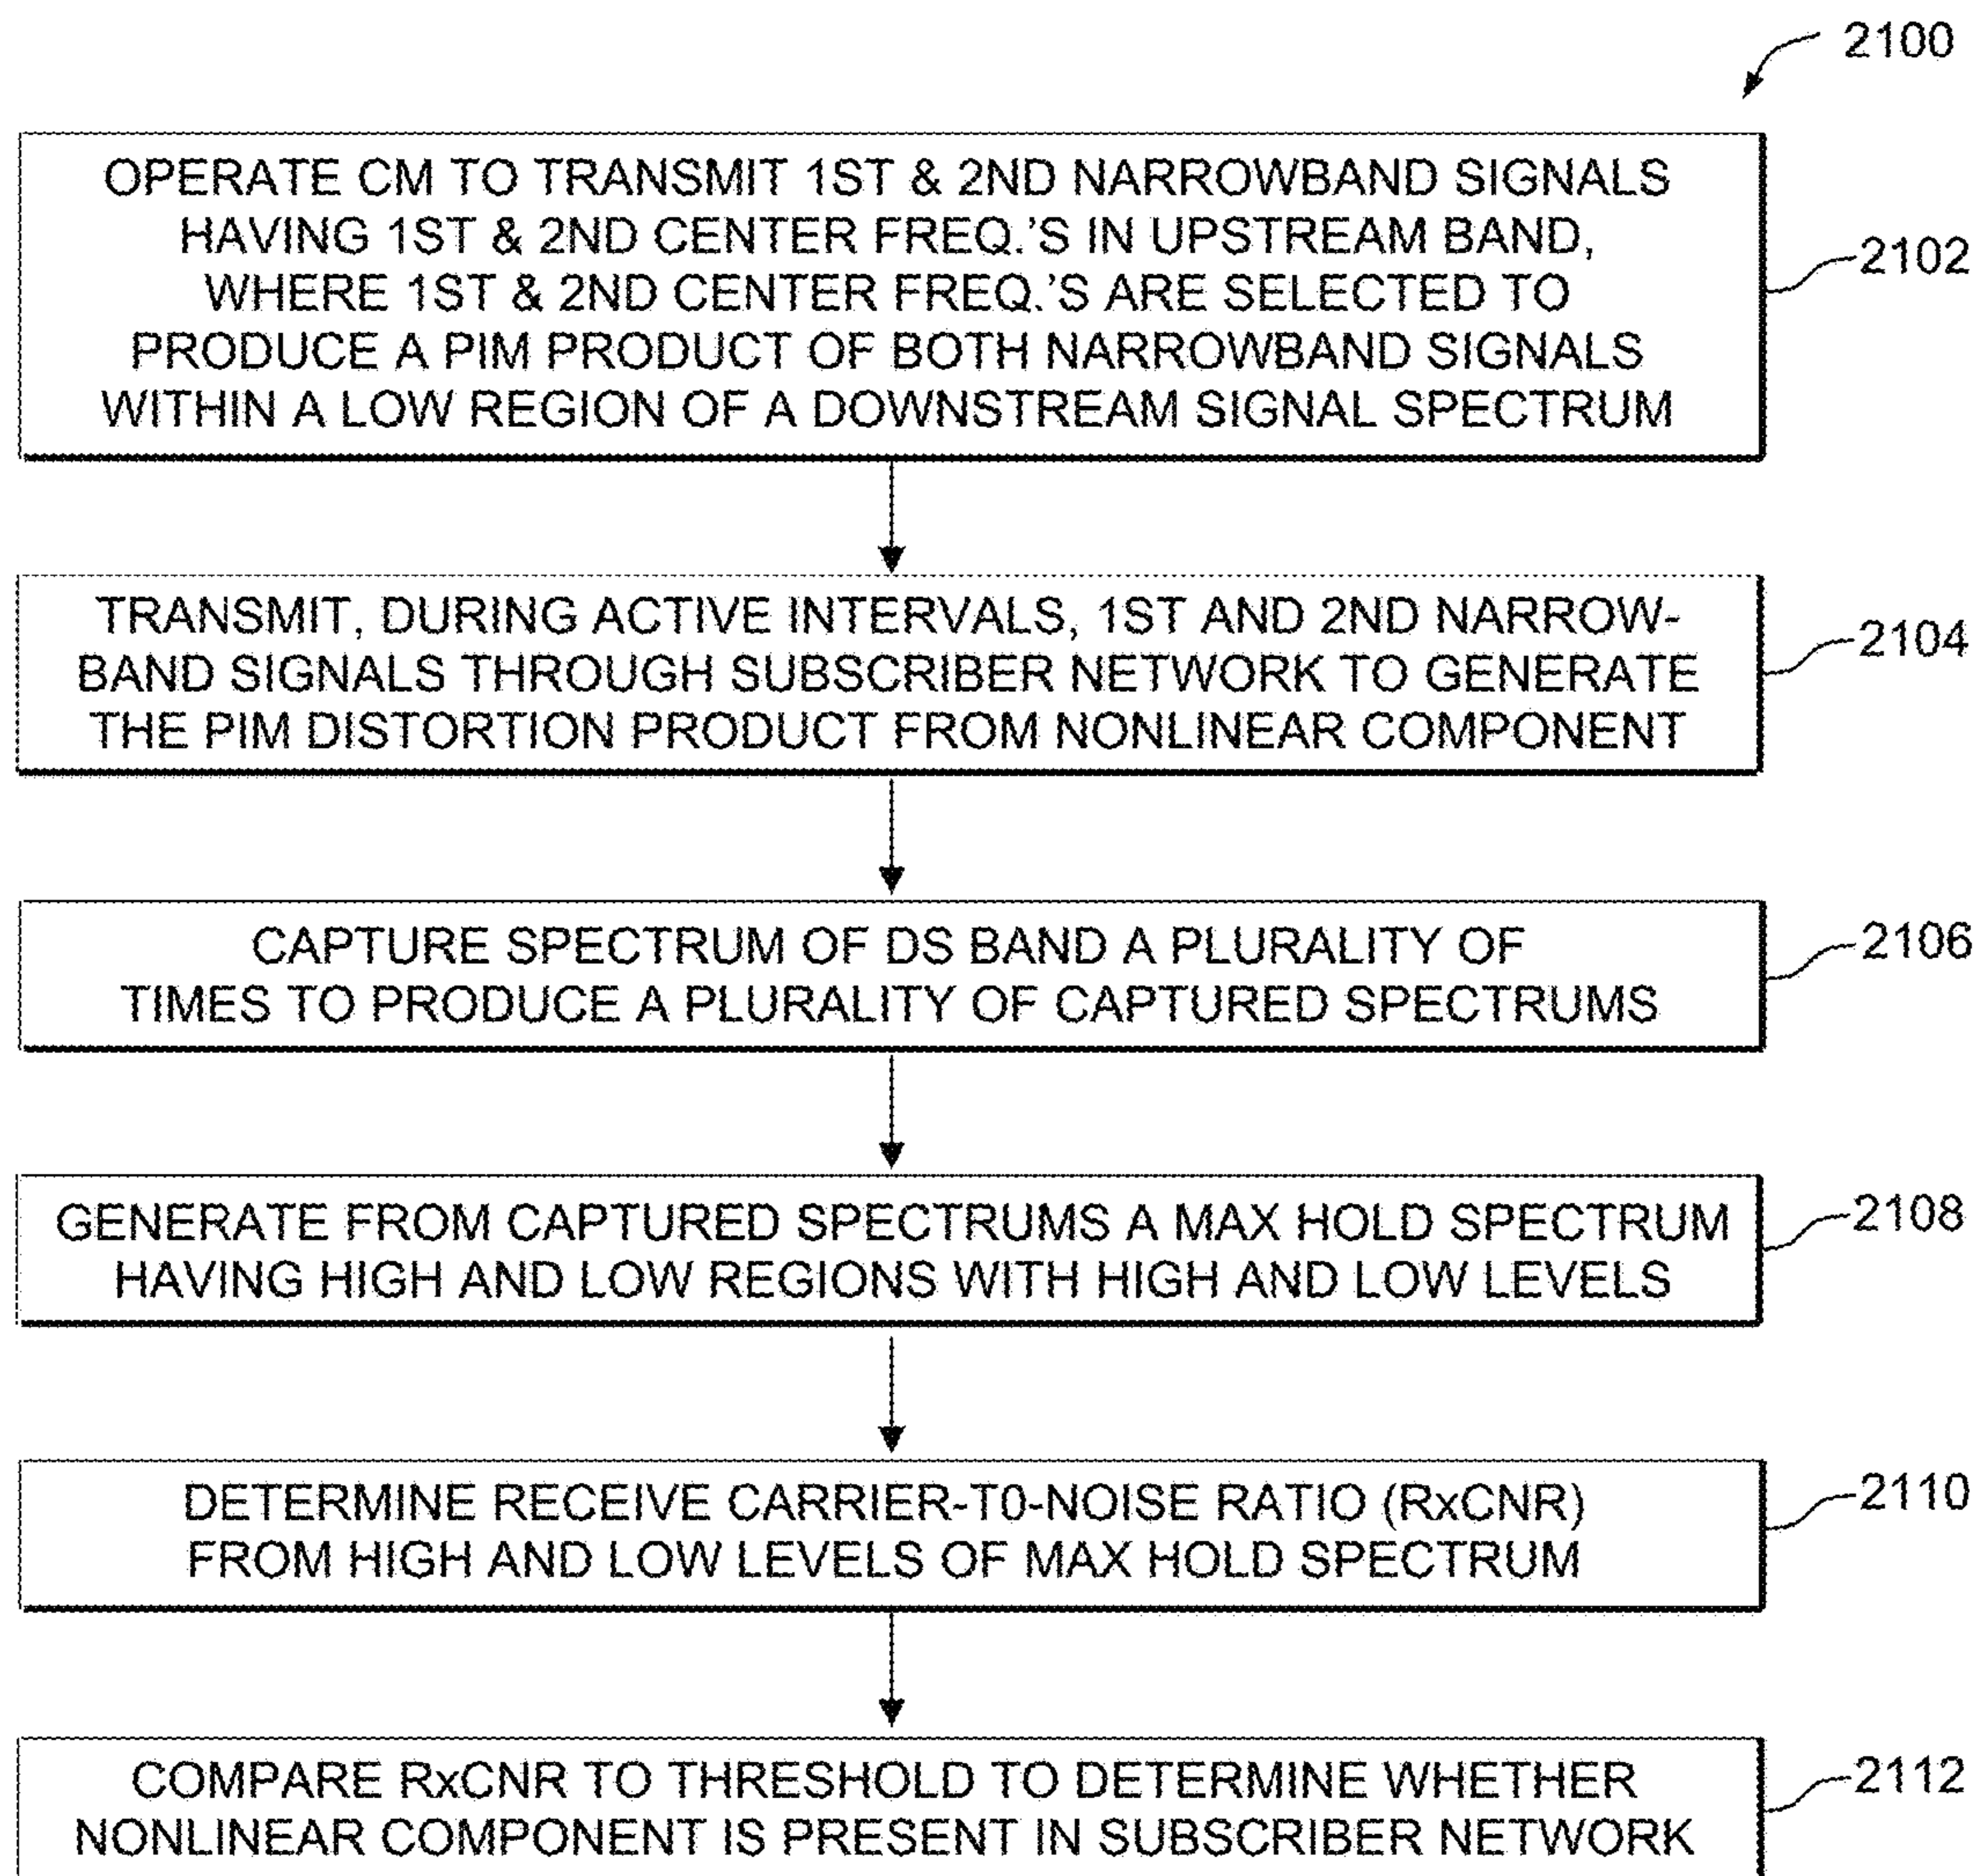 2100
OPERATE CM TO TRANSMIT 1ST & 2ND NARROWBAND SIGNALS
HAVING 1ST & 2ND CENTER FREQ.'S IN UPSTREAM BAND,
WHERE 1ST & 2ND CENTER FREQ.'S ARE SELECTED TO
PRODUCE A PIM PRODUCT OF BOTH NARROWBAND SIGNALS
WITHIN A LOW REGION OF A DOWNSTREAM SIGNAL SPECTRUM
2102
TRANSMIT, DURING ACTIVE INTERVALS, 1ST AND 2ND NARROW-
BAND SIGNALS THROUGH SUBSCRIBER NETWORK TO GENERATE
THE PIM DISTORTION PRODUCT FROM NONLINEAR COMPONENT
2104
CAPTURE SPECTRUM OF DS BAND A PLURALITY OF
TIMES TO PRODUCE A PLURALITY OF CAPTURED SPECTRUMS
2106
GENERATE FROM CAPTURED SPECTRUMS A MAX HOLD SPECTRUM
HAVING HIGH AND LOW REGIONS WITH HIGH AND LOW LEVELS
2108
DETERMINE RECEIVE CARRIER-T0-NOISE RATIO (RxCNR)
FROM HIGH AND LOW LEVELS OF MAX HOLD SPECTRUM
2110
COMPARE RxCNR TO THRESHOLD TO DETERMINE WHETHER
NONLINEAR COMPONENT IS PRESENT IN SUBSCRIBER NETWORK
2112